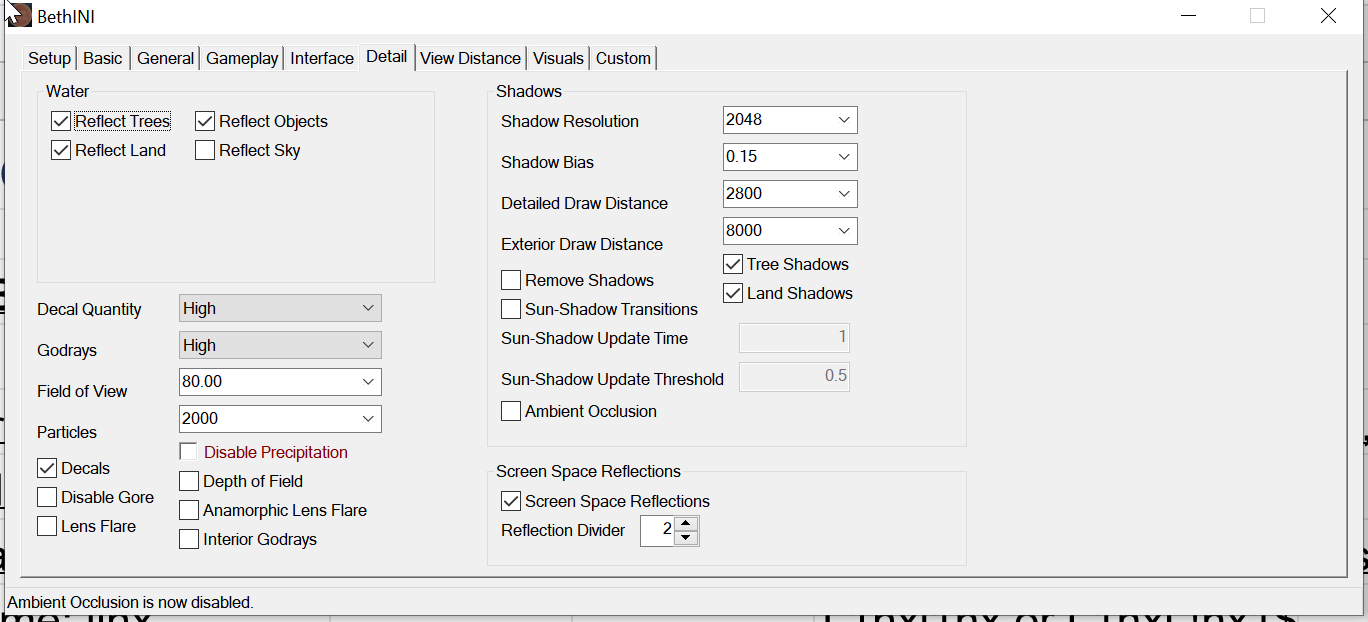 BethINI
Setup Basic General Gameplay Interface Detail View Distance Visuals Custom
Water
Reflect Trees Reflect Objects
Reflect Land Reflect Sky
Decal Quantity High
Godrays High
Field of View 80.00
Particles 2000
Disable Precipitation
Decals Depth of Field
Disable Gore Anamorphic Lens Flare
Lens Flare Interior Godrays
Shadows
Shadow Resolution 2048
Shadow Bias 0.15
Detailed Draw Distance 2800
Exterior Draw Distance 8000
Tree Shadows
Remove Shadows Land Shadows
Sun-Shadow Transitions
Sun-Shadow Update Time 1
Sun-Shadow Update Threshold 0.5
Ambient Occlusion
Screen Space Reflections
Screen Space Reflections
Reflection Divider 2
Ambient Occlusion is now disabled.